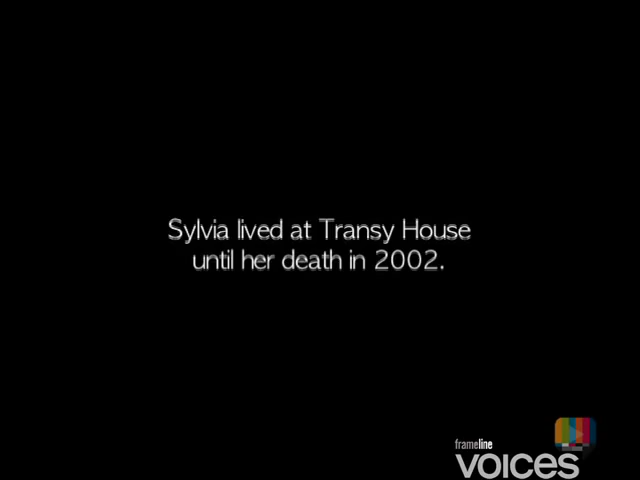 Sylvia lived at Transy House
until her death in 2002.
frameline
voices